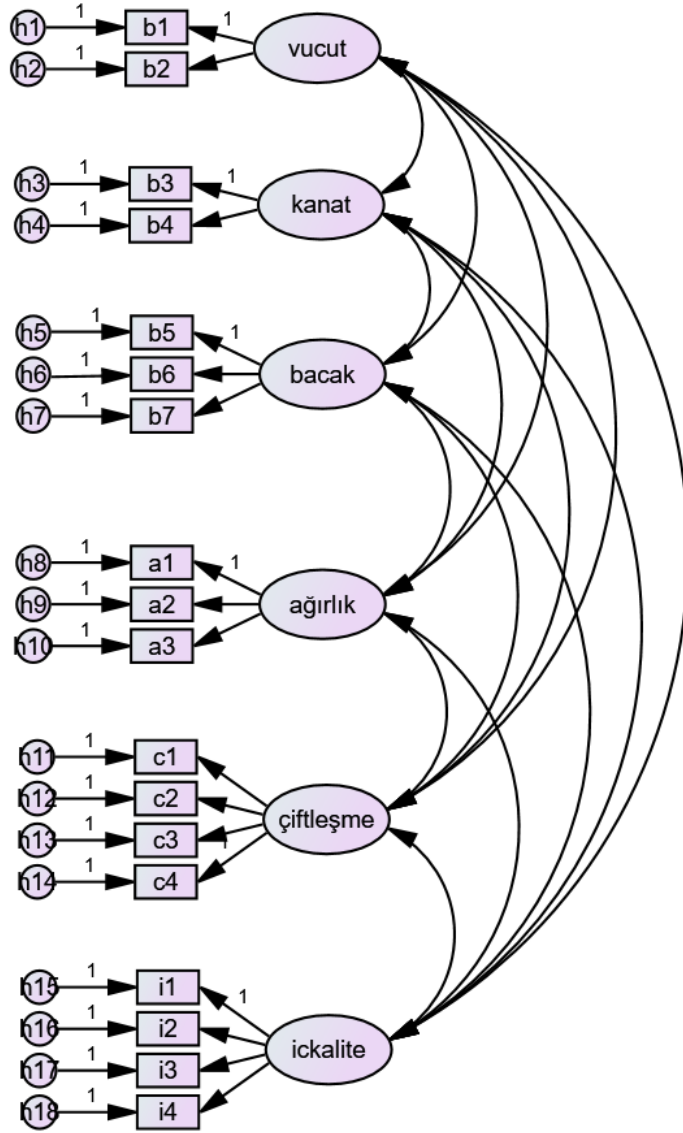 h1 1 b1 1 vucut
h2 1 b2
h3 1 b3 1 kanat
h4 1 b4
h5 1 b5 1
h6 1 b6 bacak
h7 1 b7
h8 1 a1 1
h9 1 a2 ağırlık
h10 1 a3
h11 1 c1
h12 1 c2 çiftleşme
h13 1 c3 1
h14 1 c4
h15 1 i1 1
h16 1 i2 ickalite
h17 1 i3
h18 1 i4